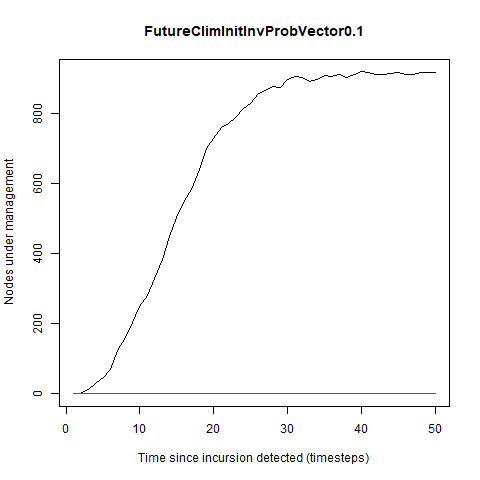 FutureClimInitInvProbVector0.1
Nodes under management
800
600
400
200
0
0 10 20 30 40 50
Time since incursion detected (timesteps)